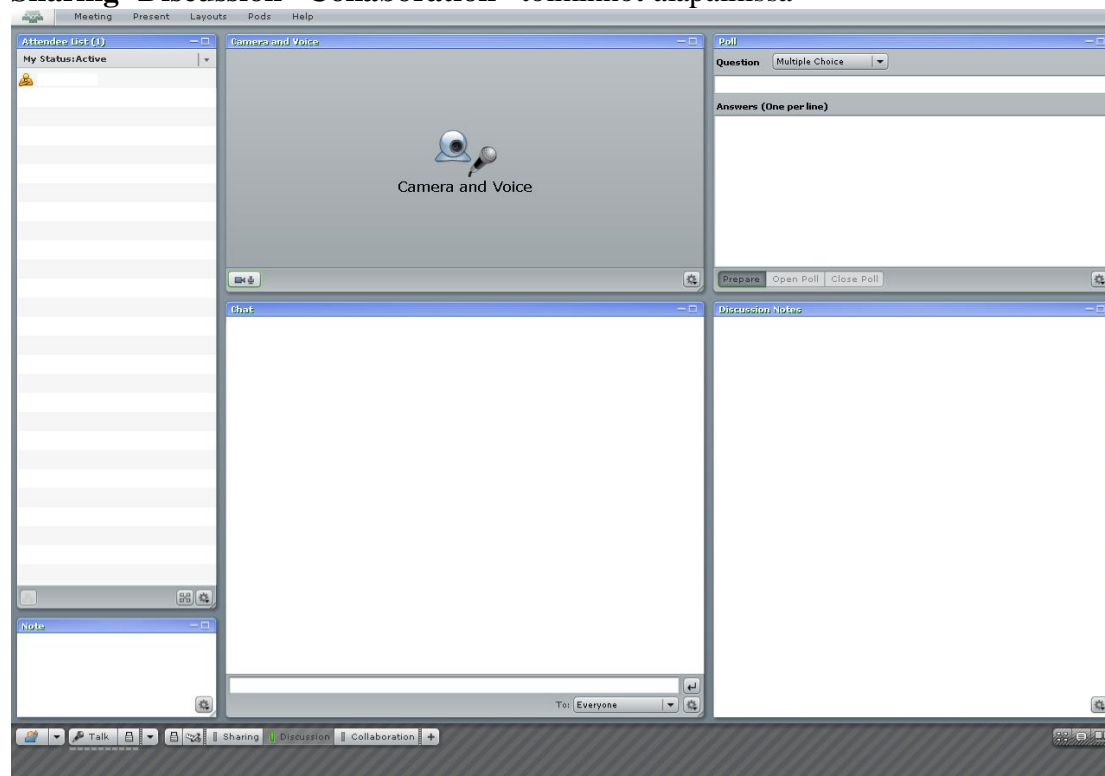 Sharing Discussion Collaboration toiminnot alapalkissa
Meeting Present Layouts Pods Help
Attendee List (1)
My Status:Active
Camera and Voice
Camera and Voice
Poll
Question Multiple Choice
Answers (One per line)
Prepare Open Poll Close Poll
Chat
Discussion Notes
Note
To: Everyone
Talk Sharing Discussion Collaboration +